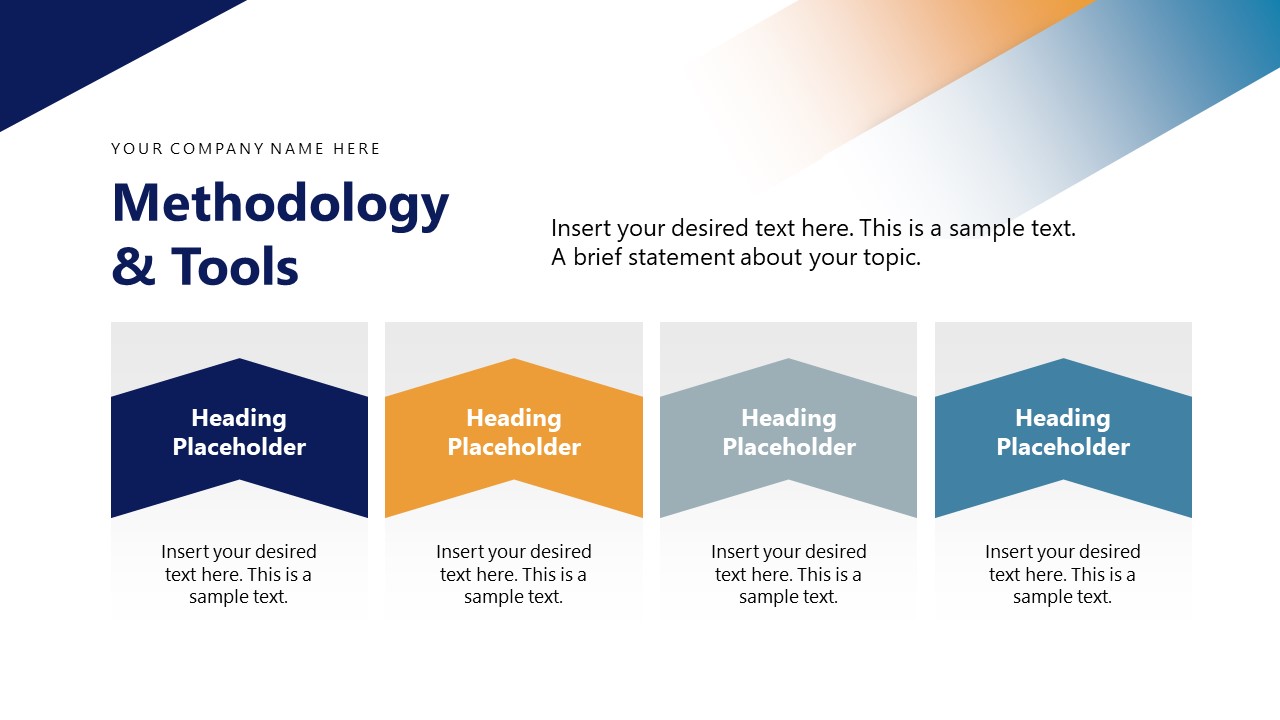 YOUR COMPANY NAME HERE
Methodology
& Tools
Insert your desired text here. This is a sample text.
A brief statement about your topic.
Heading
Placeholder
Insert your desired
text here. This is a
sample text.
Heading
Placeholder
Insert your desired
text here. This is a
sample text.
Heading
Placeholder
Insert your desired
text here. This is a
sample text.
Heading
Placeholder
Insert your desired
text here. This is a
sample text.